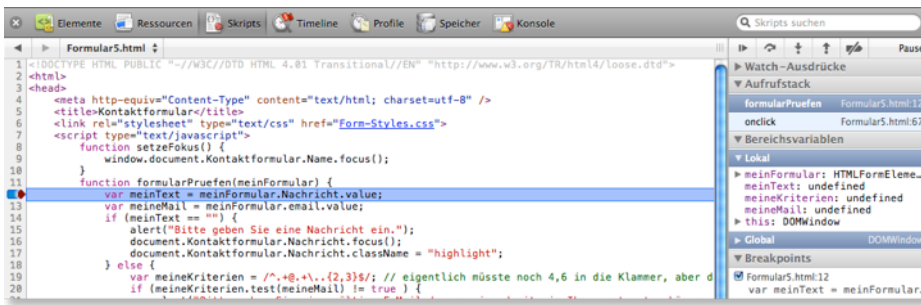 Elemente Ressourcen Skripts Timeline Profile Speicher Konsole Skripts suchen
Formular5.html Pause
1 <!DOCTYPE HTML PUBLIC "-//W3C//DTD HTML 4.01 Transitional//EN" "http://www.w3.org/TR/html4/loose.dtd">
2 <html>
3 <head>
4 <meta http-equiv="Content-Type" content="text/html; charset=utf-8" />
5 <title>Kontaktformular</title>
6 <link rel="stylesheet" type="text/css" href="Form-Styles.css">
7 <script type="text/javascript">
8 function setzeFokus() {
9 window.document.Kontaktformular.Name.focus();
10 }
11 function formularPruefen(meinFormular) {
var meinText = meinFormular.Nachricht.value;
13 var meineMail = meinFormular.email.value;
14 if (meinText == "") {
15 alert("Bitte geben Sie eine Nachricht ein.");
16 document.Kontaktformular.Nachricht.focus();
17 document.Kontaktformular.Nachricht.className = "highlight";
18 } else {
19 var meineKriterien = /^.+@.+\..{2,3}$/; // eigentlich müsste noch 4,6 in die Klammer, aber d
20 if (meineKriterien.test(meineMail) != true ) {
Watch-Ausdrücke
Aufrufstack
formularPruefen Formular5.html:12
onclick Formular5.html:67
Bereichsvariablen
Lokal
meinFormular: HTMLFormEleme…
meinText: undefined
meineKriterien: undefined
meineMail: undefined
this: DOMWindow
Global DOMWindow
Breakpoints
Formular5.html:12
var meinText = meinFormular.